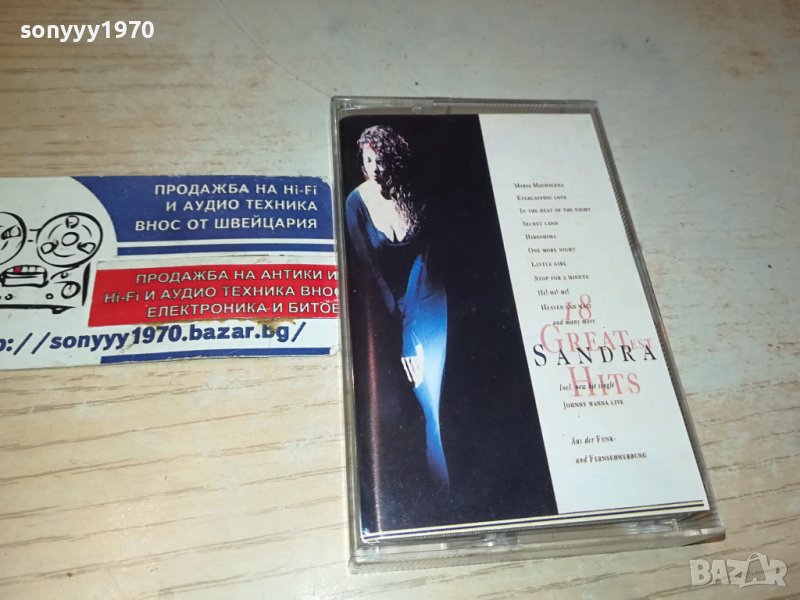 sonyyy1970
ПРОДАЖБА НА Hi-Fi
И АУДИО ТЕХНИКА
ВНОС ОТ ШВЕЙЦАРИЯ
ПРОДАЖБА НА АНТИКИ И
Hi-Fi И АУДИО ТЕХНИКА ВНО
ЕЛЕКТРОНИКА И БИТОВ
p://sonyyy1970.bazar.bg/
MARIA MAGDALENA
EVERLASTING LOVE
IN THE HEAT OF THE NIGHT
SECRET LAND
HIROSHIMA
ONE MORE NIGHT
LITTLE GIRL
STOP FOR A MINUTE
HI! HI! HI!
HEAVEN CAN WAIT
and many more
18
GREATEST
SANDRA
HITS
Incl. new hit single
JOHNNY WANNA LIVE
Aus der FUNK-
und FERNSEHWERBUNG
BAZAR